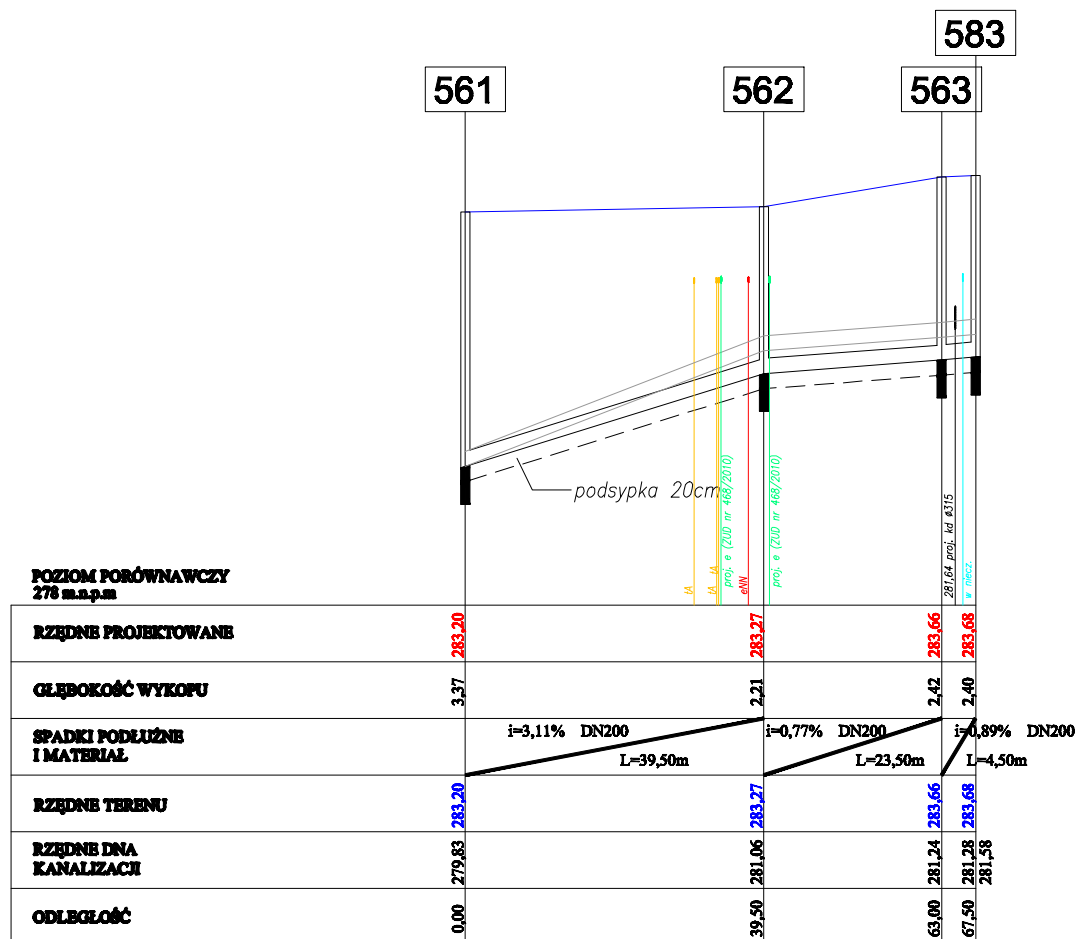 583
561
562
563
podsypka 20cm
tA
tA
tA
proj. e (ZUD nr 468/2010)
eNN
proj. e (ZUD nr 468/2010)
281,64 proj. kd ø315
w niecz.
POZIOM PORÓWNAWCZY
278 m.n.p.m
RZĘDNE PROJEKTOWANE
283,20
283,27
283,66
283,68
GŁĘBOKOŚĆ WYKOPU
3,37
2,21
2,42
2,40
SPADKI PODŁUŻNE
I MATERIAŁ
i=3,11% DN200
L=39,50m
i=0,77% DN200
L=23,50m
i=0,89% DN200
L=4,50m
RZĘDNE TERENU
283,20
283,27
283,66
283,68
RZĘDNE DNA
KANALIZACJI
279,83
281,06
281,24
281,28
281,58
ODLEGŁOŚĆ
0,00
39,50
63,00
67,50